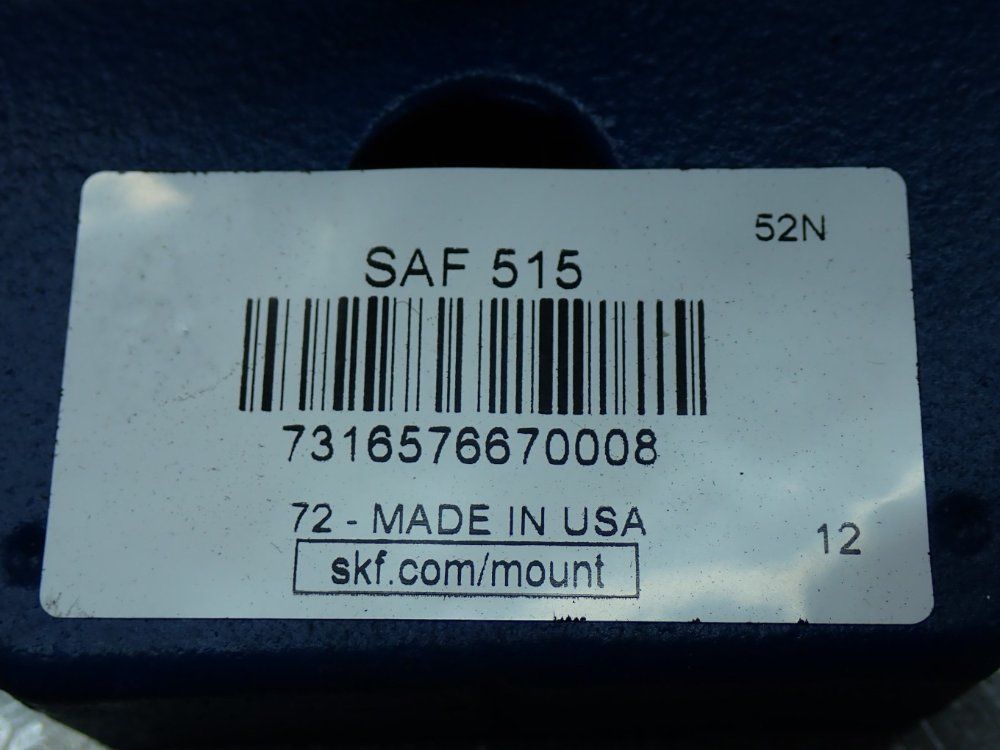 52N
SAF 515
7316576670008
72 - MADE IN USA
12
skf.com/mount